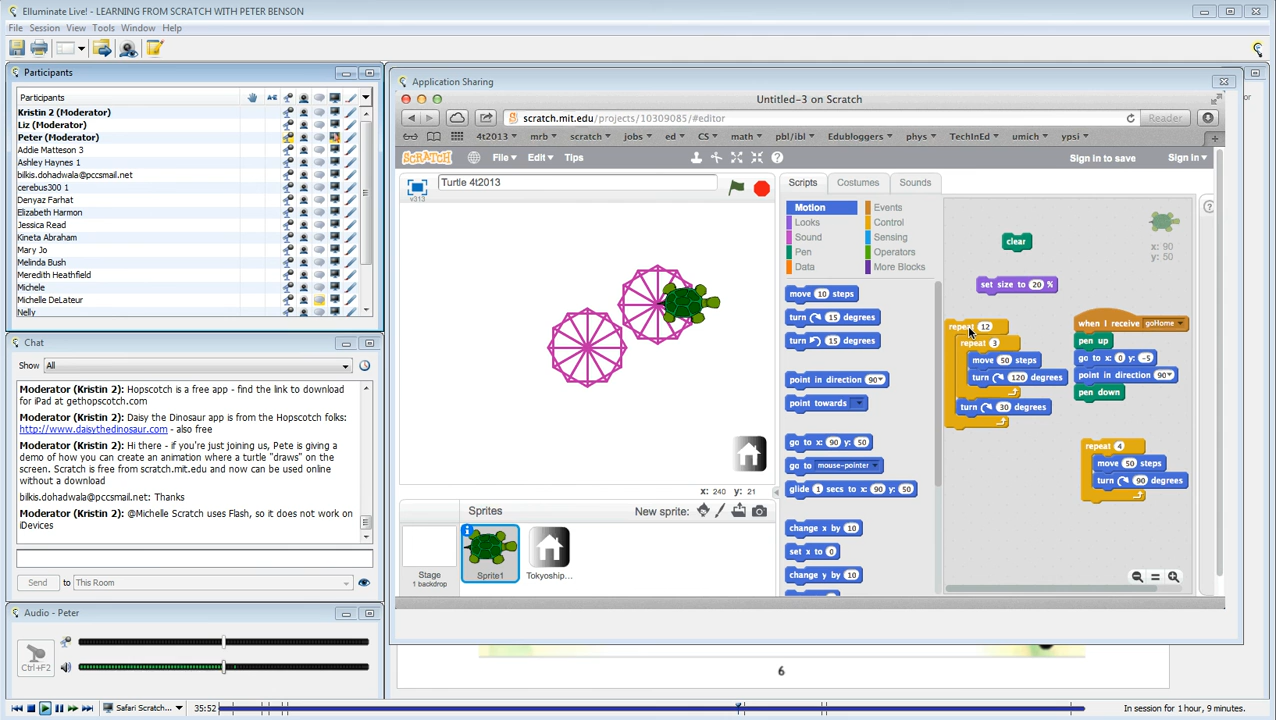 Elluminate Live! - LEARNING FROM SCRATCH WITH PETER BENSON
File Session View Tools Window Help
Participants
Participants
Kristin 2 (Moderator)
Liz (Moderator)
Peter (Moderator)
Addie Matteson 3
Ashley Haynes 1
bilkis.dohadwala@pccsmail.net
cerebus300 1
Denyaz Farhat
Elizabeth Harmon
Jessica Read
Kineta Abraham
Mary Jo
Melinda Bush
Meredith Heathfield
Michele
Michelle DeLateur
Nelly
Chat
Show All
Moderator (Kristin 2): Hopscotch is a free app - find the link to download
for iPad at gethopscotch.com
Moderator (Kristin 2): Daisy the Dinosaur app is from the Hopscotch folks:
http://www.daisythedinosaur.com - also free
Moderator (Kristin 2): Hi there - if you're just joining us, Pete is giving a
demo of how you can create an animation where a turtle "draws" on the
screen. Scratch is free from scratch.mit.edu and now can be used online
without a download
bilkis.dohadwala@pccsmail.net: Thanks
Moderator (Kristin 2): @Michelle Scratch uses Flash, so it does not work on
iDevices
Send to This Room
Audio - Peter
Ctrl+F2
Application Sharing
Untitled-3 on Scratch
scratch.mit.edu/projects/10309085/#editor
Reader
4t2013 mrb scratch jobs ed CS math pbl/ibl Edubloggers phys TechInEd umich ypsi
SCRATCH File Edit Tips Sign in to save Sign in
Turtle 4t2013
v313
x: 240 y: 21
Sprites New sprite:
Stage
1 backdrop
Sprite1
Tokyoship...
Scripts Costumes Sounds
Motion Events
Looks Control
Sound Sensing
Pen Operators
Data More Blocks
move 10 steps
turn 15 degrees
turn 15 degrees
point in direction 90
point towards
go to x: 90 y: 50
go to mouse-pointer
glide 1 secs to x: 90 y: 50
change x by 10
set x to 0
change y by 10
clear
x: 90
y: 50
set size to 20 %
repeat 12
repeat 3
move 50 steps
turn 120 degrees
turn 30 degrees
when I receive goHome
pen up
go to x: 0 y: -5
point in direction 90
pen down
repeat 4
move 50 steps
turn 90 degrees
6
Safari Scratch... 35:52 In session for 1 hour, 9 minutes.